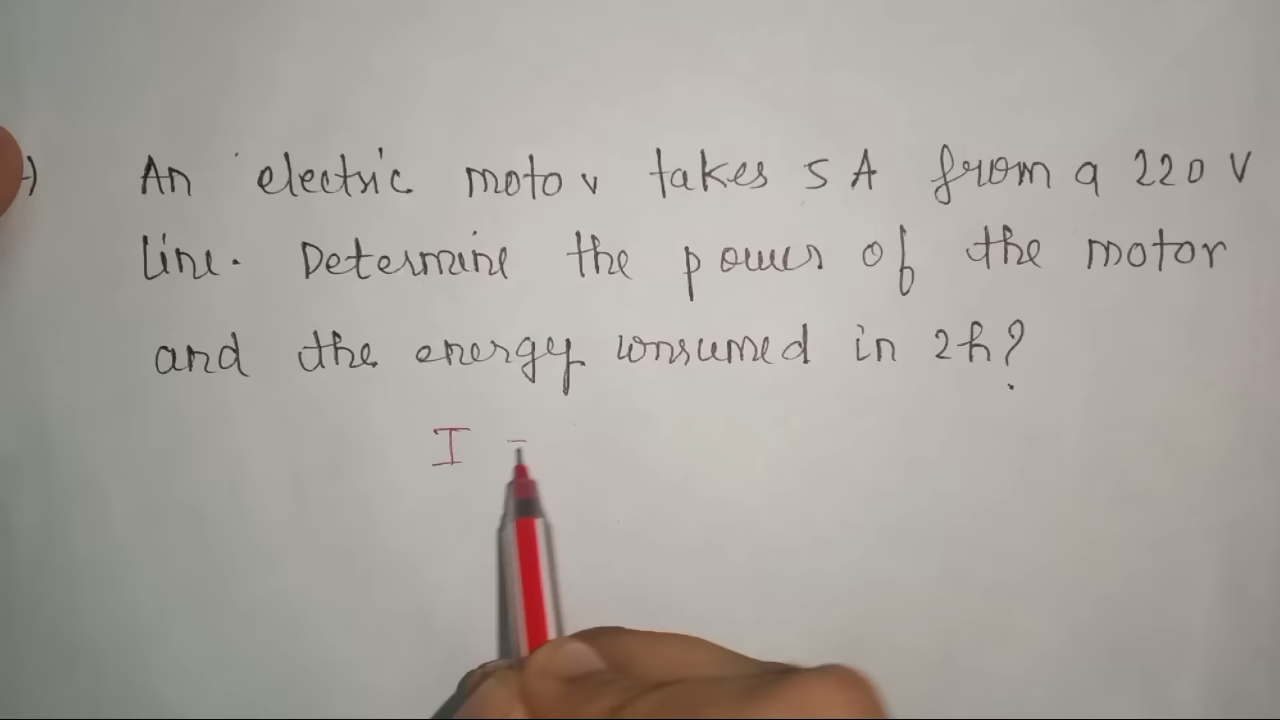 An electric motor takes 5 A from a 220 V
line. Determine the power of the motor
and the energy consumed in 2h?
I =